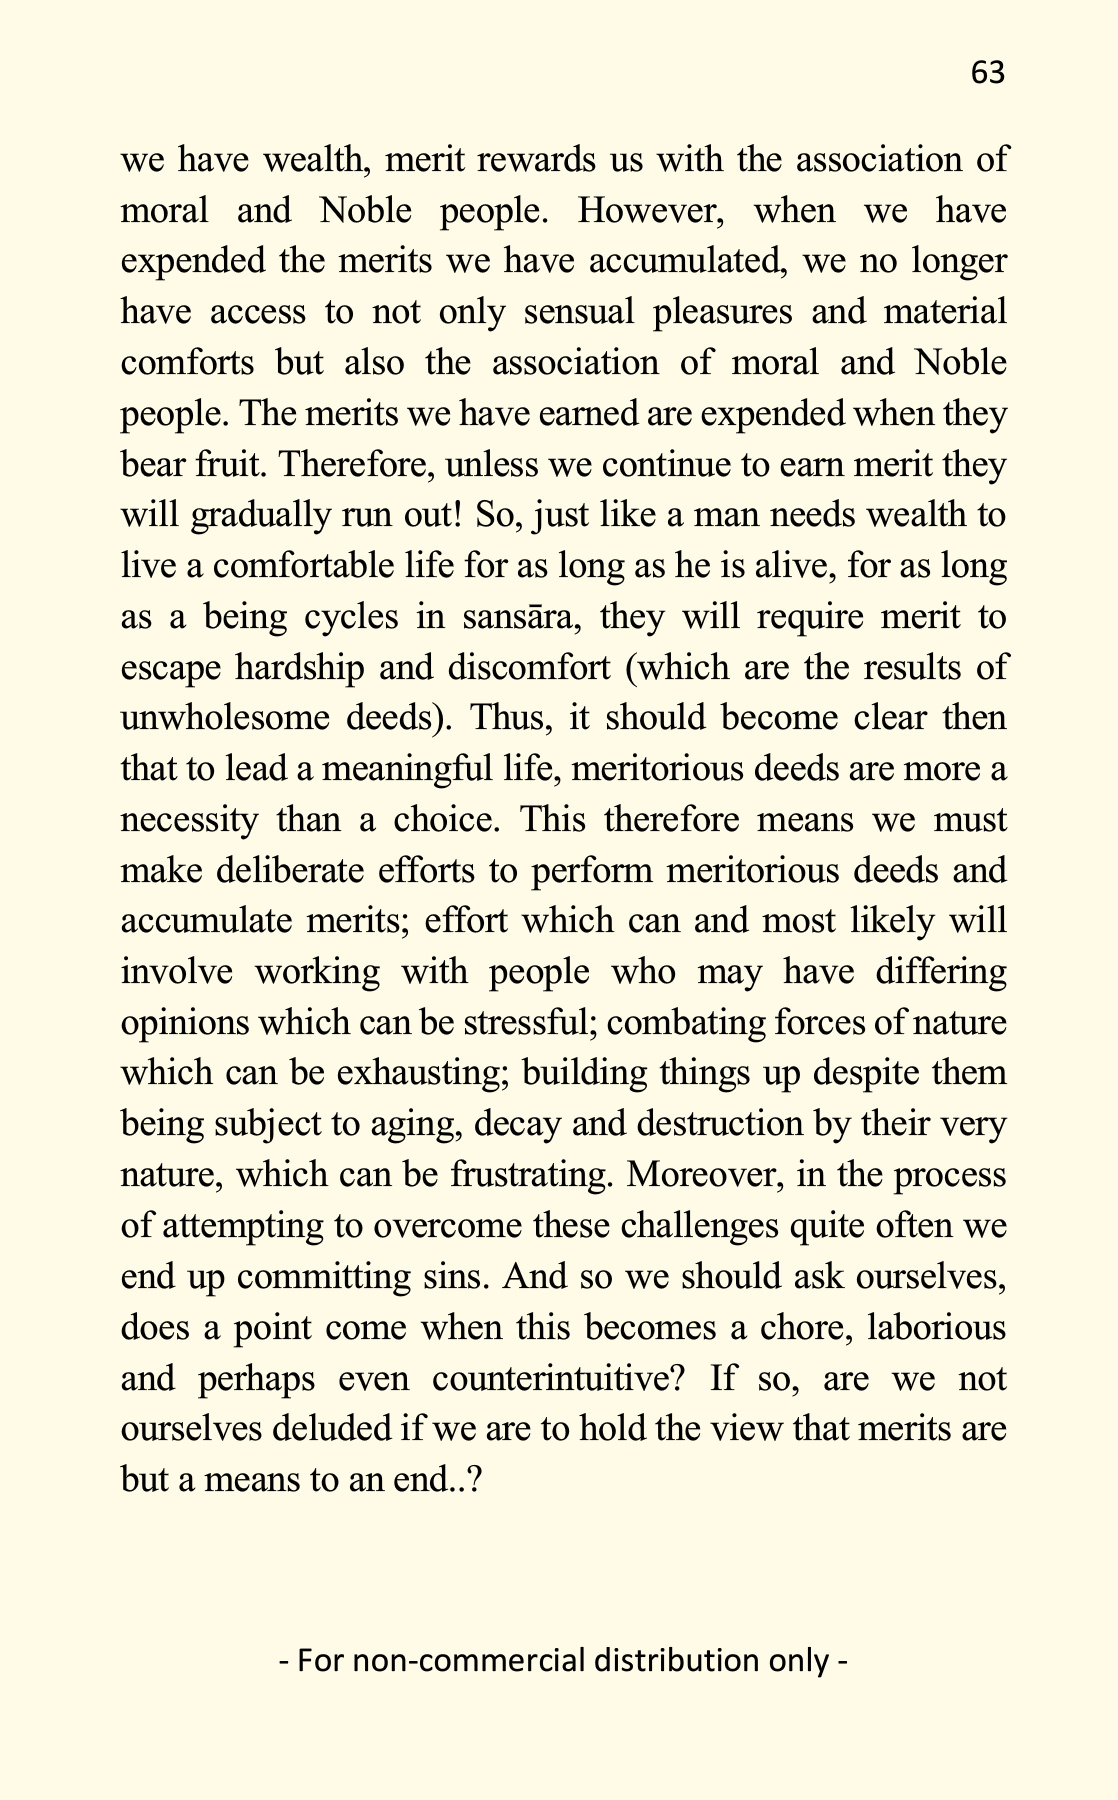 63
we have wealth, merit rewards us with the association of
moral and Noble people. However, when we have
expended the merits we have accumulated, we no longer
have access to not only sensual pleasures and material
comforts but also the association of moral and Noble
people. The merits we have earned are expended when they
bear fruit. Therefore, unless we continue to earn merit they
will gradually run out! So, just like a man needs wealth to
live a comfortable life for as long as he is alive, for as long
as a being cycles in sansāra, they will require merit to
escape hardship and discomfort (which are the results of
unwholesome deeds). Thus, it should become clear then
that to lead a meaningful life, meritorious deeds are more a
necessity than a choice. This therefore means we must
make deliberate efforts to perform meritorious deeds and
accumulate merits; effort which can and most likely will
involve working with people who may have differing
opinions which can be stressful; combating forces of nature
which can be exhausting; building things up despite them
being subject to aging, decay and destruction by their very
nature, which can be frustrating. Moreover, in the process
of attempting to overcome these challenges quite often we
end up committing sins. And so we should ask ourselves,
does a point come when this becomes a chore, laborious
and perhaps even counterintuitive? If so, are we not
ourselves deluded if we are to hold the view that merits are
but a means to an end..?
- For non-commercial distribution only -